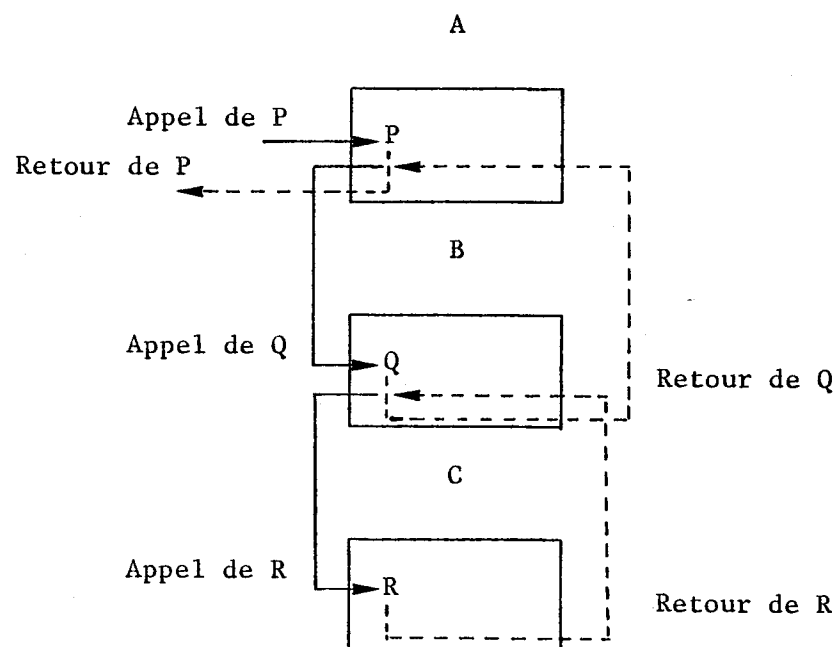 A
Appel de P
P
Retour de P
B
Appel de Q
Q
Retour de Q
C
Appel de R
R
Retour de R